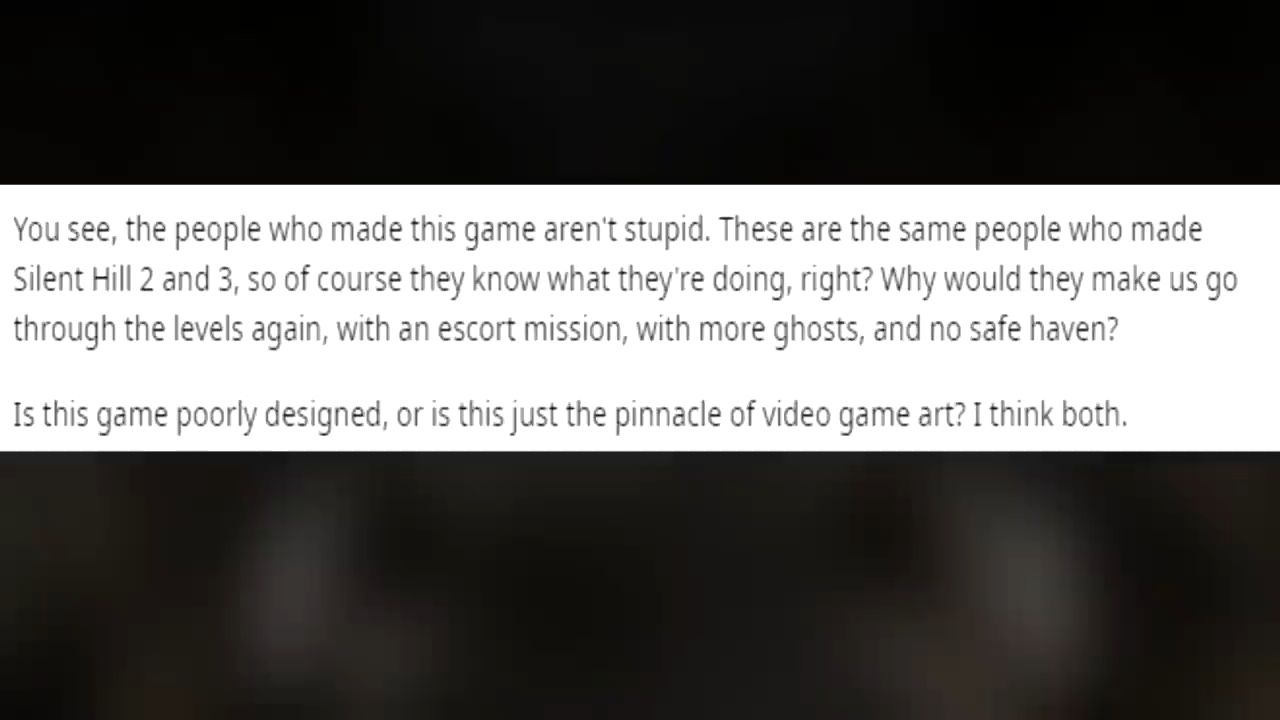 You see, the people who made this game aren't stupid. These are the same people who made
Silent Hill 2 and 3, so of course they know what they're doing, right? Why would they make us go
through the levels again, with an escort mission, with more ghosts, and no safe haven?
Is this game poorly designed, or is this just the pinnacle of video game art? I think both.